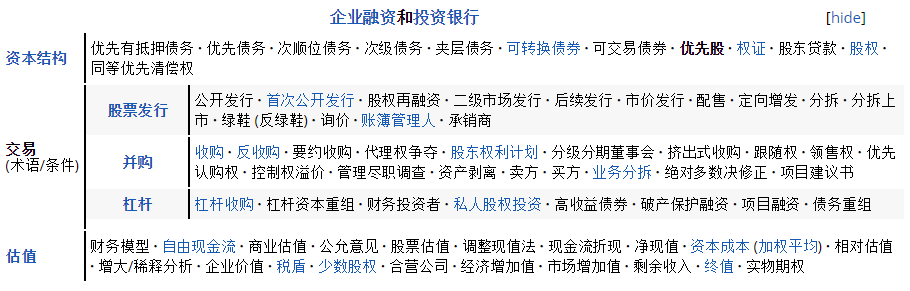 企业融资和投资银行 [hide]
资本结构
优先有抵押债务 · 优先债务 · 次顺位债务 · 次级债务 · 夹层债务 · 可转换债券 · 可交易债券 · 优先股 · 权证 · 股东贷款 · 股权 ·
同等优先清偿权
交易
(术语/条件)
股票发行
公开发行 · 首次公开发行 · 股权再融资 · 二级市场发行 · 后续发行 · 市价发行 · 配售 · 定向增发 · 分拆 · 分拆上
市 · 绿鞋 (反绿鞋) · 询价 · 账簿管理人 · 承销商
并购
收购 · 反收购 · 要约收购 · 代理权争夺 · 股东权利计划 · 分级分期董事会 · 挤出式收购 · 跟随权 · 领售权 · 优先
认购权 · 控制权溢价 · 管理尽职调查 · 资产剥离 · 卖方 · 买方 · 业务分拆 · 绝对多数决修正 · 项目建议书
杠杆
杠杆收购 · 杠杆资本重组 · 财务投资者 · 私人股权投资 · 高收益债券 · 破产保护融资 · 项目融资 · 债务重组
估值
财务模型 · 自由现金流 · 商业估值 · 公允意见 · 股票估值 · 调整现值法 · 现金流折现 · 净现值 · 资本成本 (加权平均) · 相对估值
· 增大/稀释分析 · 企业价值 · 税盾 · 少数股权 · 合营公司 · 经济增加值 · 市场增加值 · 剩余收入 · 终值 · 实物期权